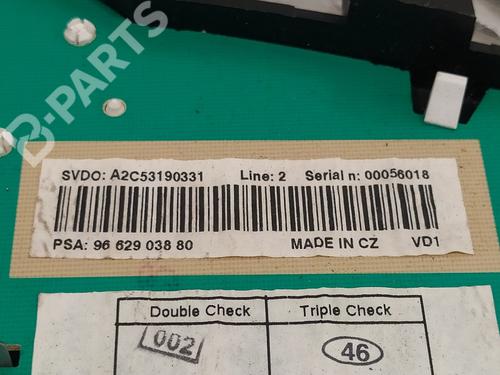 B-PARTS
SVDO: A2C53190331 Line: 2 Serial n: 00056018
PSA: 96 629 038 80 MADE IN CZ VD1
Double Check Triple Check
002 46